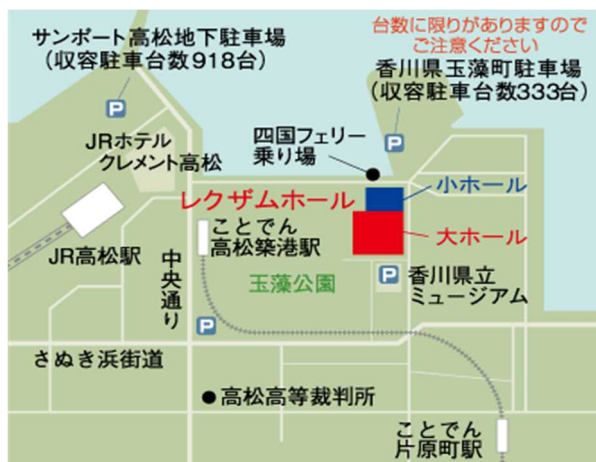 サンポート高松地下駐車場
（収容駐車台数918台）
台数に限りがありますので
ご注意ください
香川県玉藻町駐車場
（収容駐車台数333台）
P
P
JRホテル
クレメント高松
四国フェリー
乗り場
小ホール
レクザムホール
大ホール
ことでん
高松築港駅
JR高松駅
中央通り
玉藻公園
P
香川県立
ミュージアム
P
さぬき浜街道
高松高等裁判所
ことでん
片原町駅